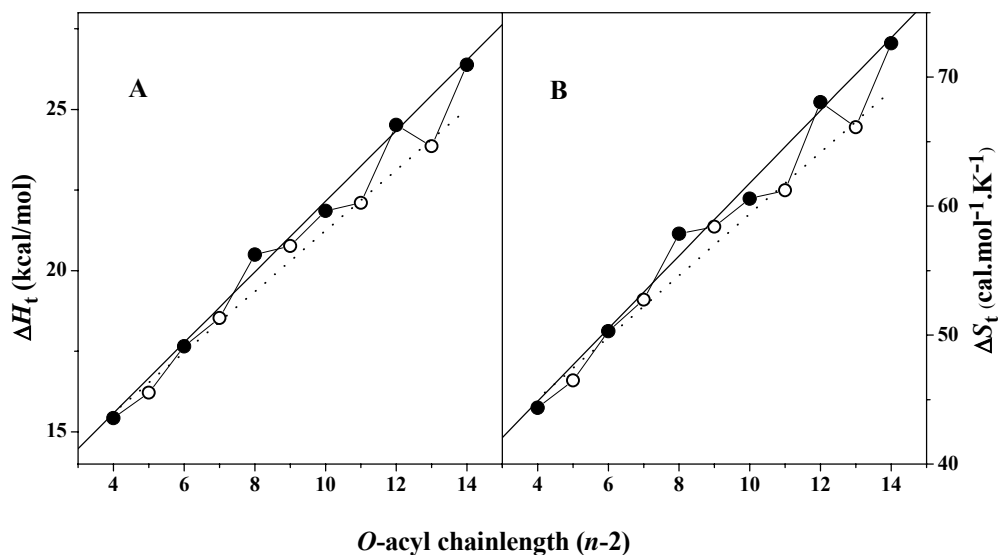 A
B
25
20
15
ΔHt (kcal/mol)
70
60
50
40
ΔSt (cal.mol-1.K-1)
4 6 8 10 12 14 4 6 8 10 12 14
O-acyl chainlength (n-2)